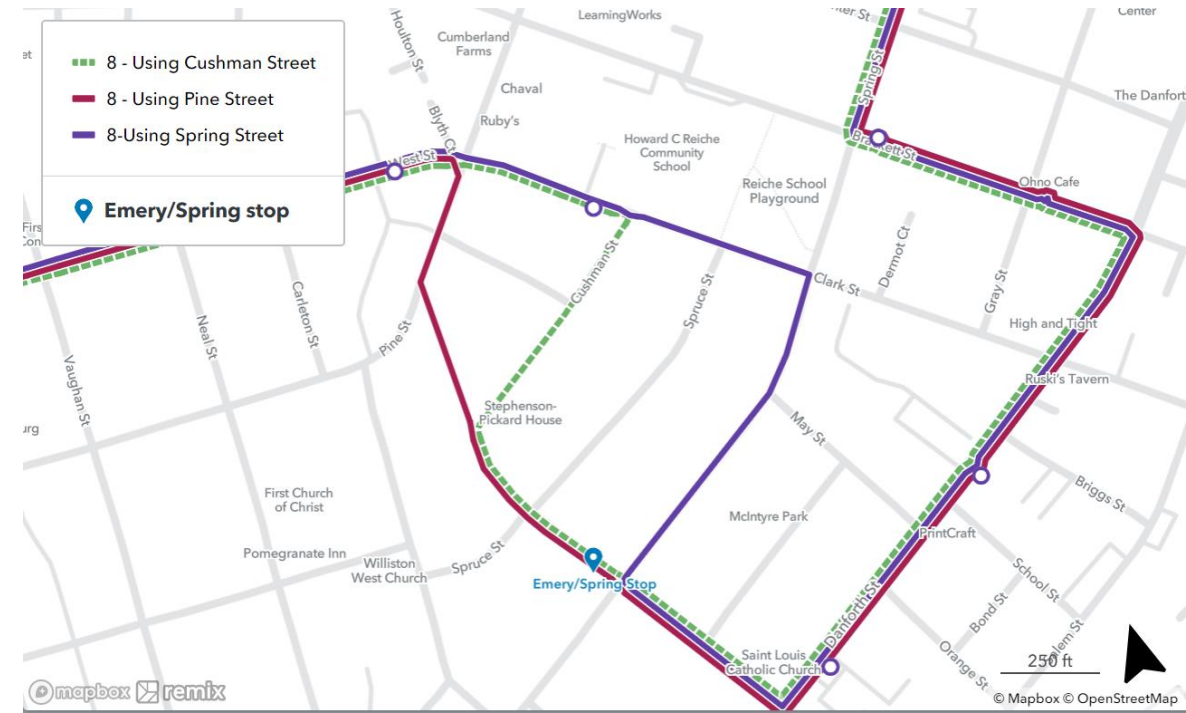 8 - Using Cushman Street
8 - Using Pine Street
8-Using Spring Street
Emery/Spring stop
et
Houlton St
Cumberland
Farms
LearningWorks
Center
Spring St
The Danfort
Chaval
Ruby's
Blyth Ct
West St
Howard C Reiche
Community
School
Reiche School
Playground
Brackett St
Ohno Cafe
Firs
Con
Cushman St
Spruce St
Clark St
Dermot Ct
Gray St
High and Tight
Ruski's Tavern
Vaughan St
Neal St
Carleton St
Pine St
Stephenson-
Pickard House
May St
urg
First Church
of Christ
McIntyre Park
Briggs St
Pomegranate Inn
Williston
West Church
Spruce St
Emery/Spring Stop
PrintCraft
School St
Bond St
Danforth St
Orange St
Saint Louis
Catholic Church
250 ft
mapbox remix
© Mapbox © OpenStreetMap